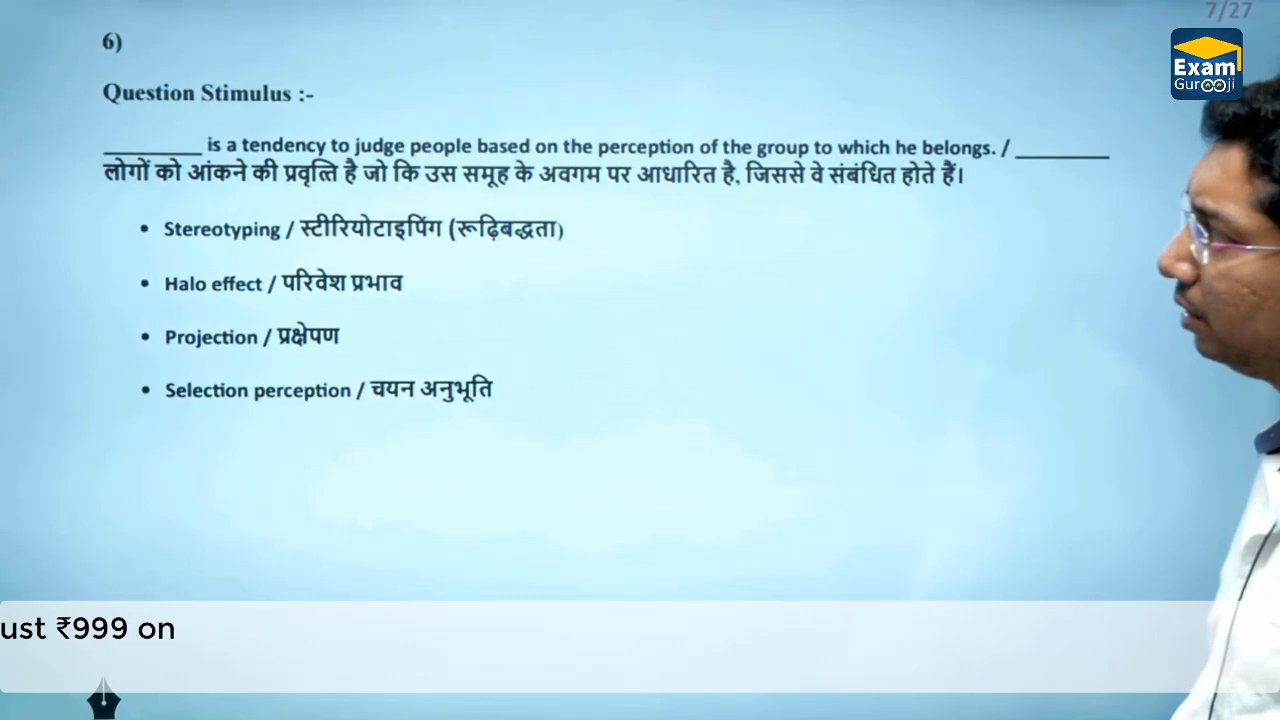 7/27
Exam
Gurooji
6)
Question Stimulus :-
________ is a tendency to judge people based on the perception of the group to which he belongs. / ________
लोगों को आंकने की प्रवृत्ति है जो कि उस समूह के अवगम पर आधारित है, जिससे वे संबंधित होते हैं।
• Stereotyping / स्टीरियोटाइपिंग (रूढ़िबद्धता)
• Halo effect / परिवेश प्रभाव
• Projection / प्रक्षेपण
• Selection perception / चयन अनुभूति
ust ₹999 on